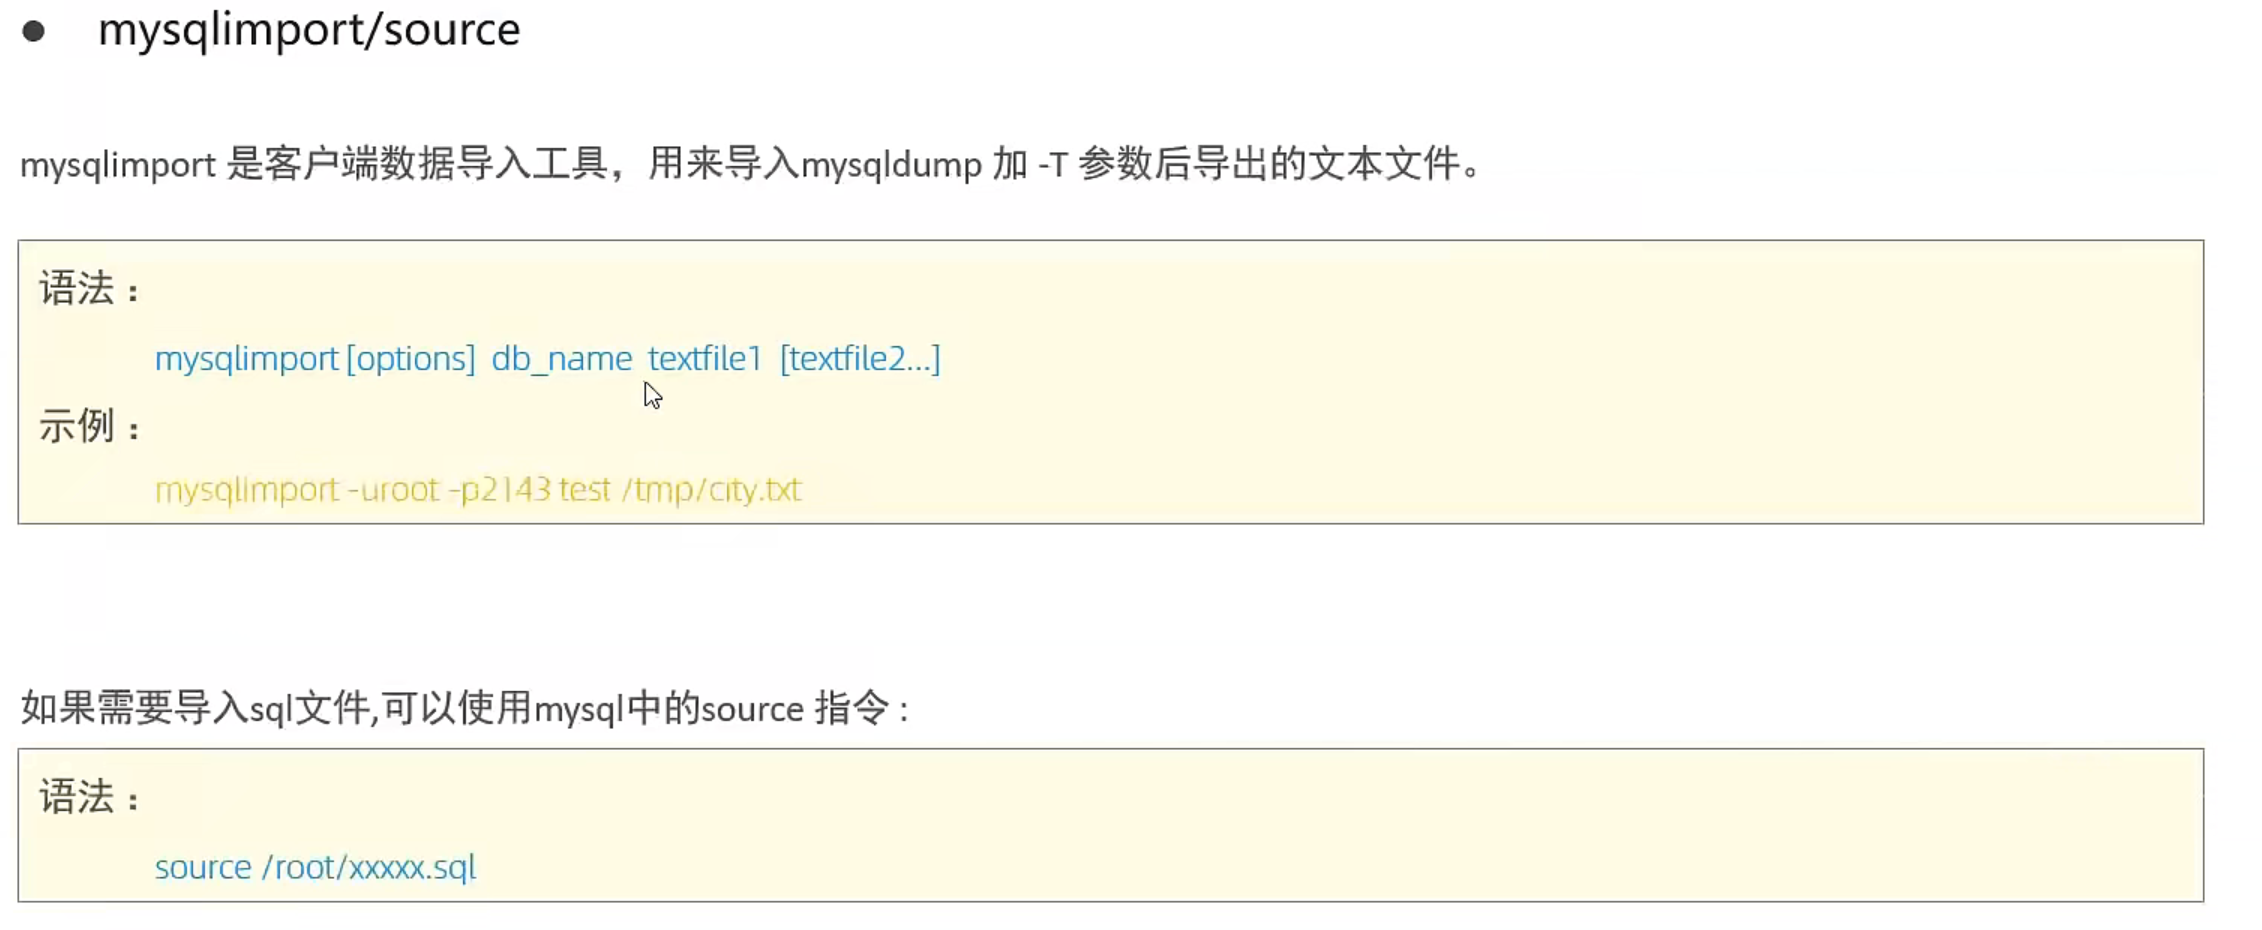 ● mysqlimport/source
mysqlimport 是客户端数据导入工具，用来导入mysqldump 加 -T 参数后导出的文本文件。
语法：
mysqlimport [options] db_name textfile1 [textfile2...]
示例：
mysqlimport -uroot -p2143 test /tmp/city.txt
如果需要导入sql文件,可以使用mysql中的source 指令 :
语法：
source /root/xxxxx.sql